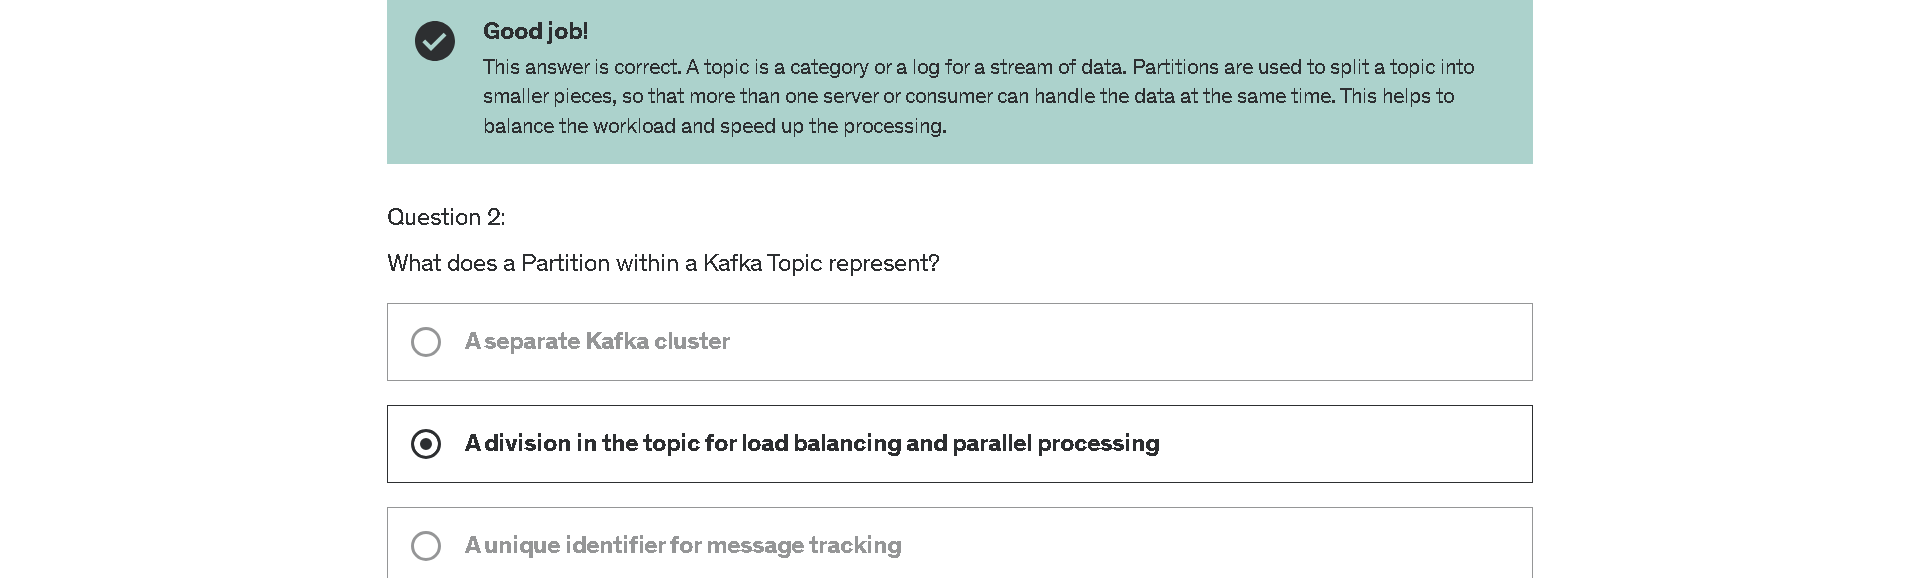 Good job!
This answer is correct. A topic is a category or a log for a stream of data. Partitions are used to split a topic into
smaller pieces, so that more than one server or consumer can handle the data at the same time. This helps to
balance the workload and speed up the processing.
Question 2:
What does a Partition within a Kafka Topic represent?
A separate Kafka cluster
A division in the topic for load balancing and parallel processing
A unique identifier for message tracking